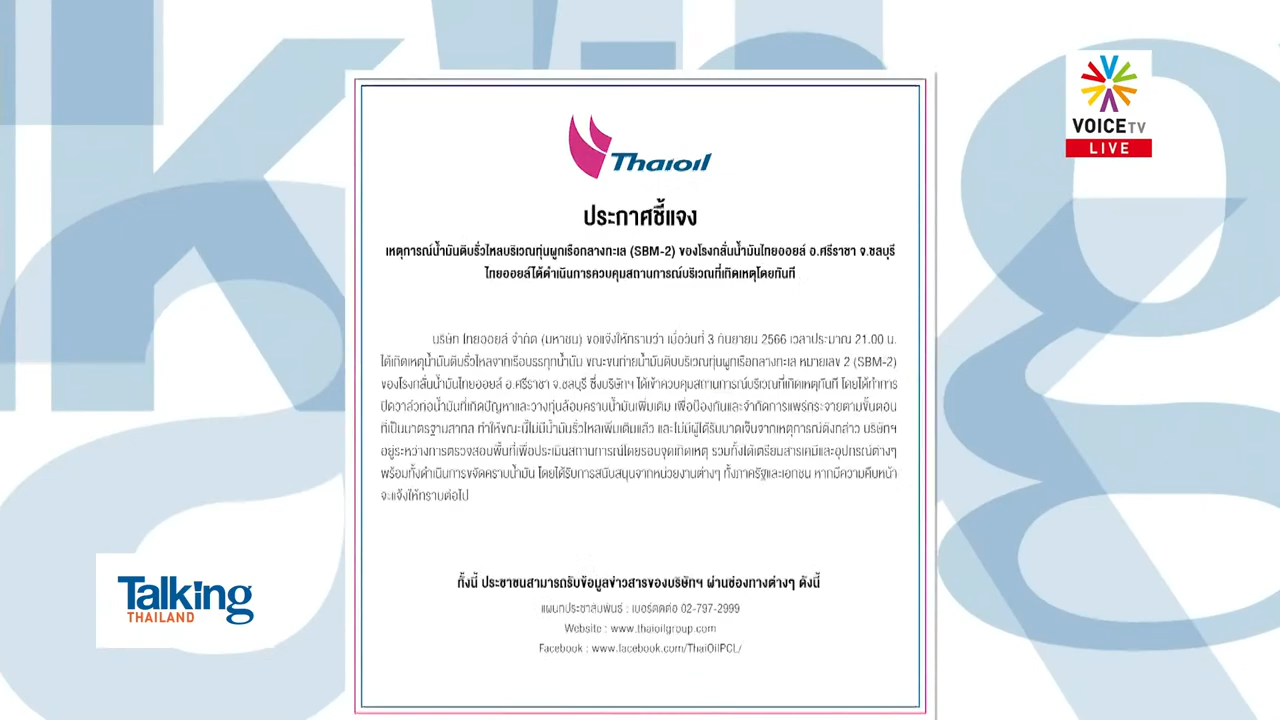 VOICE TV
LIVE
Thaioil
ประกาศชี้แจง
เหตุการณ์น้ำมันดิบรั่วไหลบริเวณทุ่นผูกเรือกลางทะเล (SBM-2) ของโรงกลั่นน้ำมันไทยออยล์ อ.ศรีราชา จ.ชลบุรี
ไทยออยล์ได้ดำเนินการควบคุมสถานการณ์บริเวณที่เกิดเหตุโดยทันที
บริษัท ไทยออยล์ จำกัด (มหาชน) ขอแจ้งให้ทราบว่า เมื่อวันที่ 3 กันยายน 2566 เวลาประมาณ 21.00 น.
ได้เกิดเหตุน้ำมันดิบรั่วไหลจากเรือบรรทุกน้ำมัน ขณะขนถ่ายน้ำมันดิบบริเวณทุ่นผูกเรือกลางทะเล หมายเลข 2 (SBM-2)
ของโรงกลั่นน้ำมันไทยออยล์ อ.ศรีราชา จ.ชลบุรี ซึ่งบริษัทฯ ได้เข้าควบคุมสถานการณ์บริเวณที่เกิดเหตุทันที โดยได้ทำการ
ปิดวาล์วท่อน้ำมันที่เกิดปัญหาและวางทุ่นล้อมคราบน้ำมันเพิ่มเติม เพื่อป้องกันและจำกัดการแพร่กระจายตามขั้นตอน
ที่เป็นมาตรฐานสากล ทำให้ขณะนี้ไม่มีน้ำมันรั่วไหลเพิ่มเติมแล้ว และไม่มีผู้ได้รับบาดเจ็บจากเหตุการณ์ดังกล่าว บริษัทฯ
อยู่ระหว่างการตรวจสอบพื้นที่เพื่อประเมินสถานการณ์โดยรอบจุดเกิดเหตุ รวมทั้งได้เตรียมสารเคมีและอุปกรณ์ต่างๆ
พร้อมทั้งดำเนินการขจัดคราบน้ำมัน โดยได้รับการสนับสนุนจากหน่วยงานต่างๆ ทั้งภาครัฐและเอกชน หากมีความคืบหน้า
จะแจ้งให้ทราบต่อไป
ทั้งนี้ ประชาชนสามารถรับข้อมูลข่าวสารของบริษัทฯ ผ่านช่องทางต่างๆ ดังนี้
แผนกประชาสัมพันธ์ : เบอร์ติดต่อ 02-797-2999
Website : www.thaioilgroup.com
Facebook : www.facebook.com/ThaiOilPCL/
Talking
THAILAND